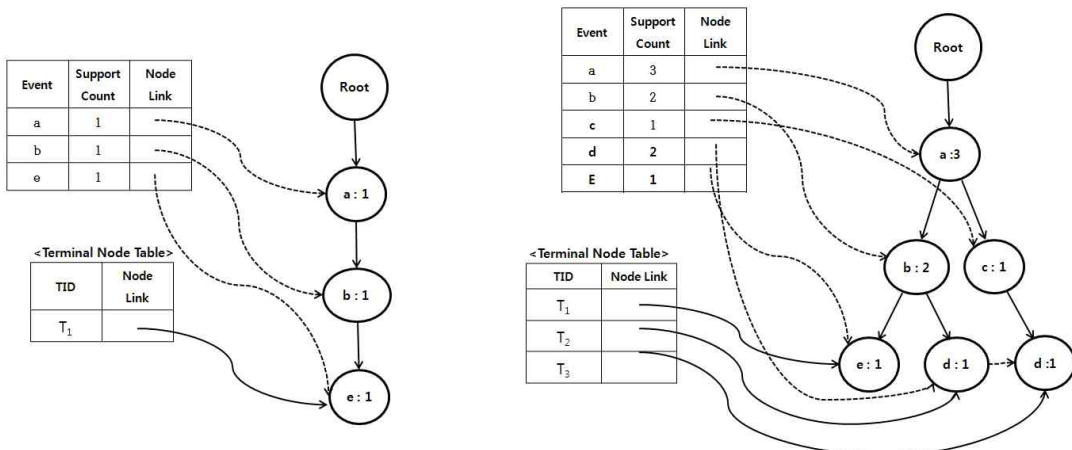 Event Support Count Node Link
a 1
b 1
e 1
Root
a : 1
b : 1
e : 1
<Terminal Node Table>
TID Node Link
T₁
Event Support Count Node Link
a 3
b 2
c 1
d 2
E 1
Root
a :3
b : 2 c : 1
e : 1 d : 1 d :1
<Terminal Node Table>
TID Node Link
T₁
T₂
T₃